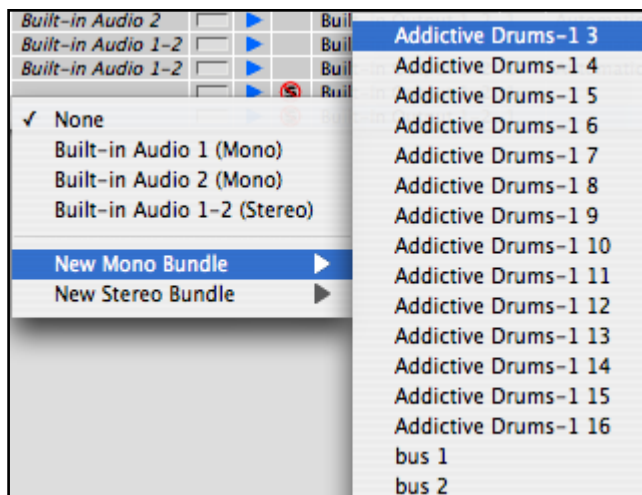 Built-in Audio 2 Buil
Built-in Audio 1-2 Buil
Built-in Audio 1-2 Buil
Buil
✓ None
Built-in Audio 1 (Mono)
Built-in Audio 2 (Mono)
Built-in Audio 1-2 (Stereo)
New Mono Bundle
New Stereo Bundle
Addictive Drums-1 3
Addictive Drums-1 4
Addictive Drums-1 5
Addictive Drums-1 6
Addictive Drums-1 7
Addictive Drums-1 8
Addictive Drums-1 9
Addictive Drums-1 10
Addictive Drums-1 11
Addictive Drums-1 12
Addictive Drums-1 13
Addictive Drums-1 14
Addictive Drums-1 15
Addictive Drums-1 16
bus 1
bus 2